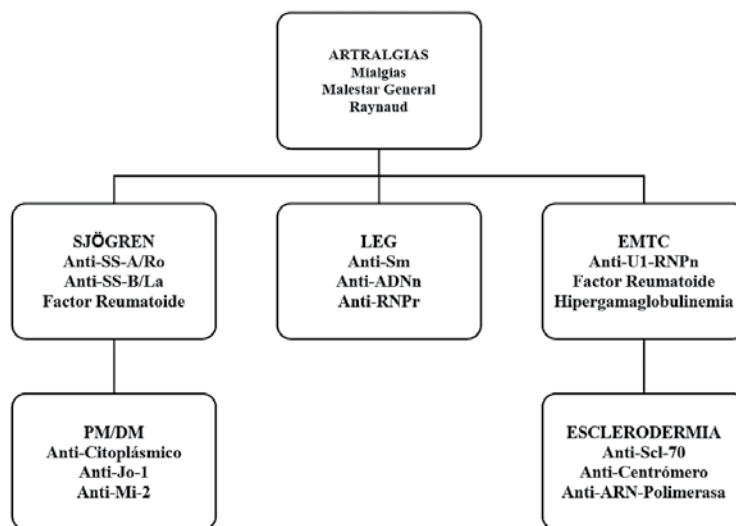 ARTRALGIAS
Mialgias
Malestar General
Raynaud
SJÖGREN
Anti-SS-A/Ro
Anti-SS-B/La
Factor Reumatoide
LEG
Anti-Sm
Anti-ADNn
Anti-RNPr
EMTC
Anti-U1-RNPn
Factor Reumatoide
Hipergamaglobulinemia
PM/DM
Anti-Citoplásmico
Anti-Jo-1
Anti-Mi-2
ESCLERODERMIA
Anti-Scl-70
Anti-Centrómero
Anti-ARN-Polimerasa